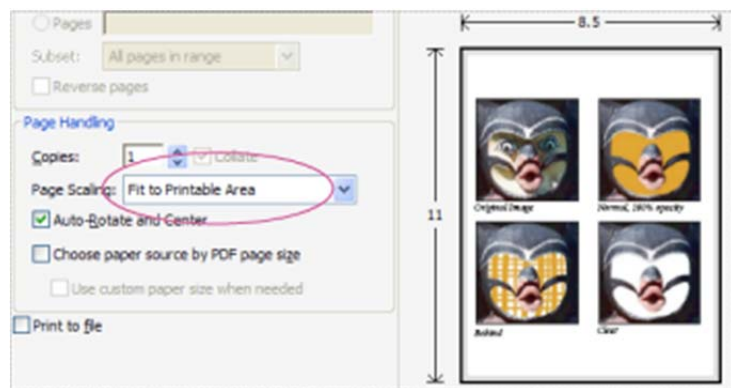 Pages
Subset: All pages in range
Reverse pages
Page Handling
Copies: 1 Collate
Page Scaling: Fit to Printable Area
Auto-Rotate and Center
Choose paper source by PDF page size
Use custom paper size when needed
Print to file
8.5
11
Original Image
Normal, 100% opacity
Behind
Clear